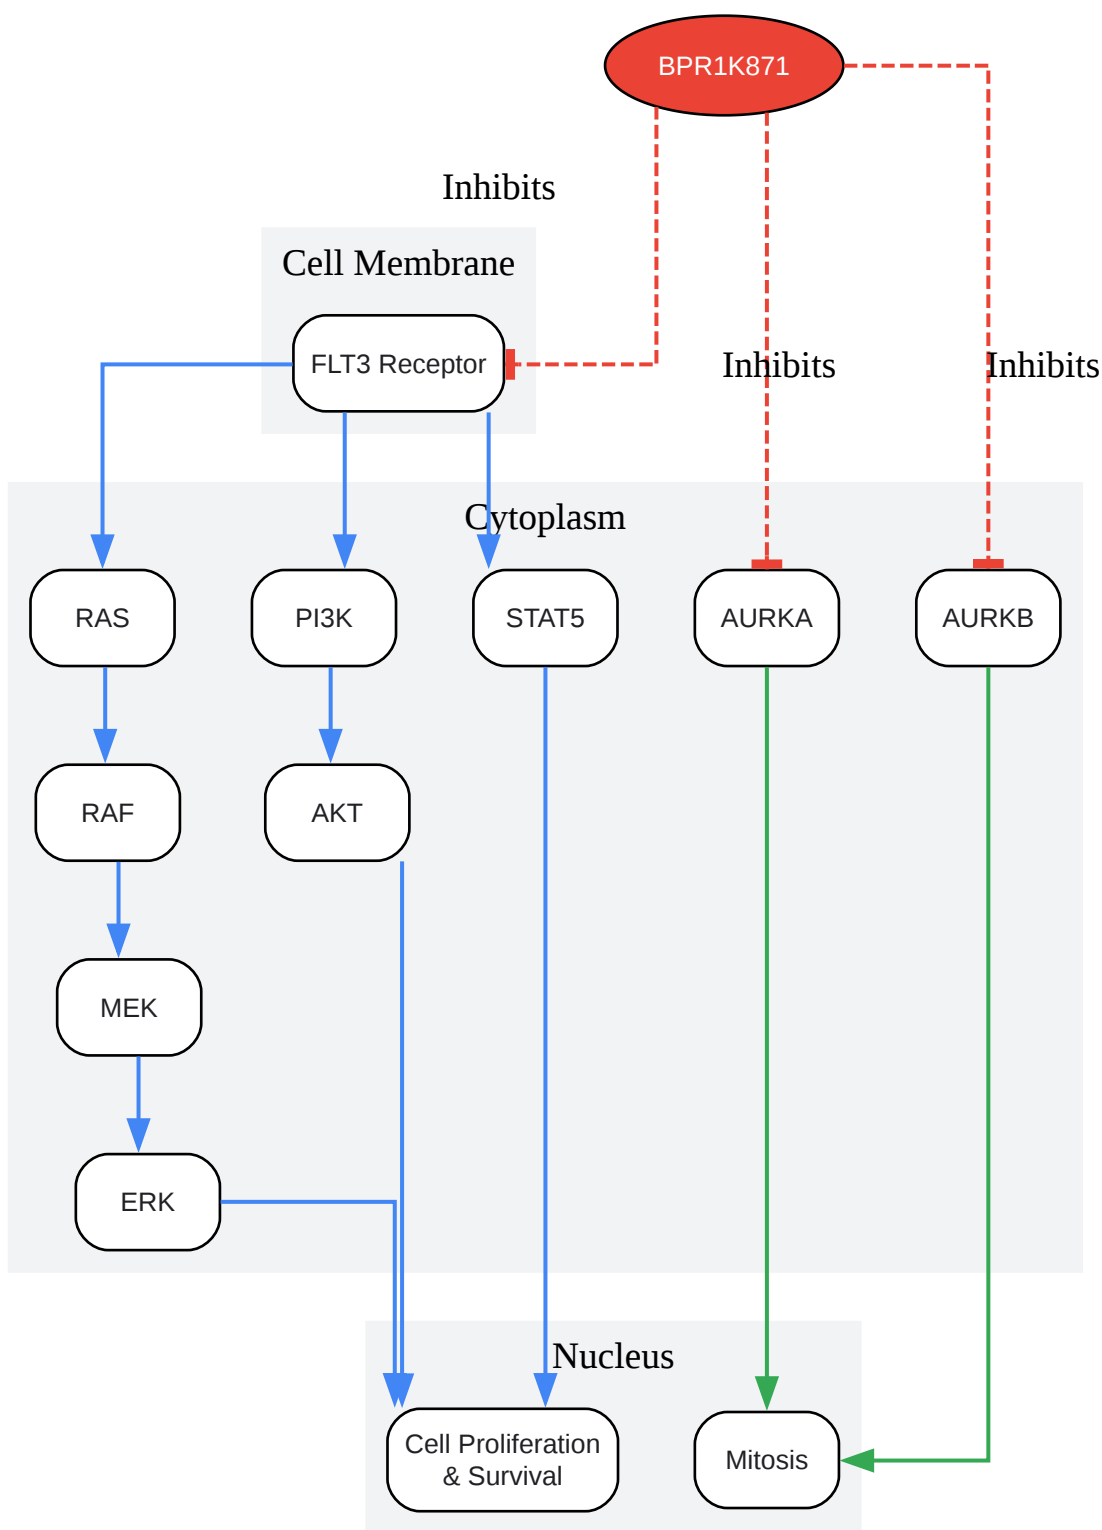 BPR1K871
Inhibits
Cell Membrane
FLT3 Receptor
Inhibits
Inhibits
Cytoplasm
RAS
PI3K
STAT5
AURKA
AURKB
RAF
AKT
MEK
ERK
Nucleus
Cell Proliferation
& Survival
Mitosis